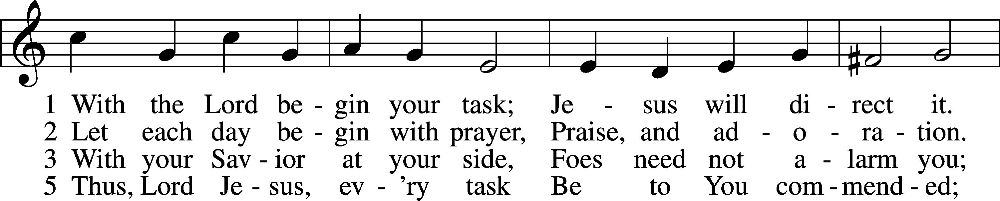 1 With the Lord be - gin your task; Je - sus will di - rect it.
2 Let each day be - gin with prayer, Praise, and ad - o - ra - tion.
3 With your Sav - ior at your side, Foes need not a - larm you;
5 Thus, Lord Je - sus, ev - 'ry task Be to You com - mend - ed;